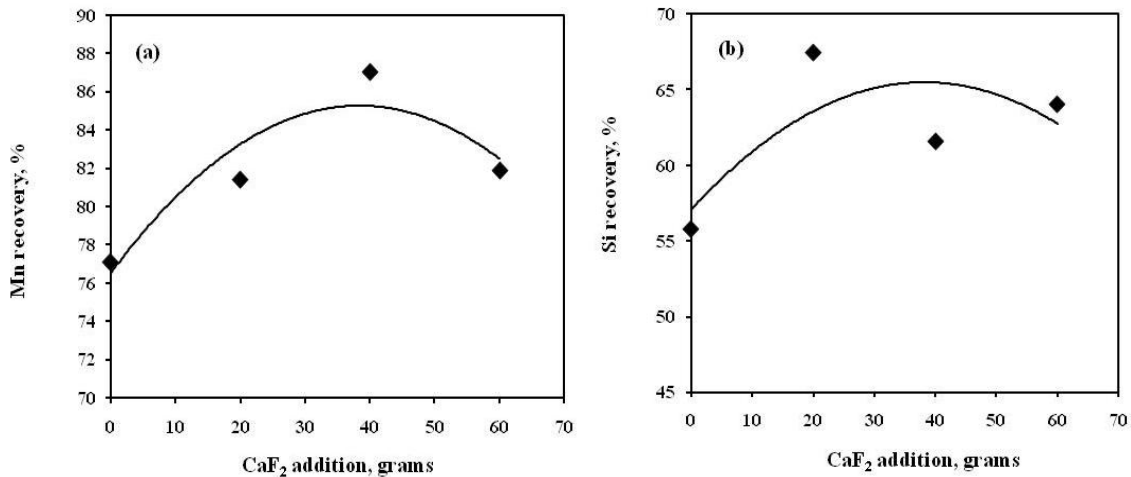 (a)
Mn recovery, %
90
88
86
84
82
80
78
76
74
72
70
0 10 20 30 40 50 60 70
CaF2 addition, grams
(b)
Si recovery, %
70
65
60
55
50
45
0 10 20 30 40 50 60 70
CaF2 addition, grams